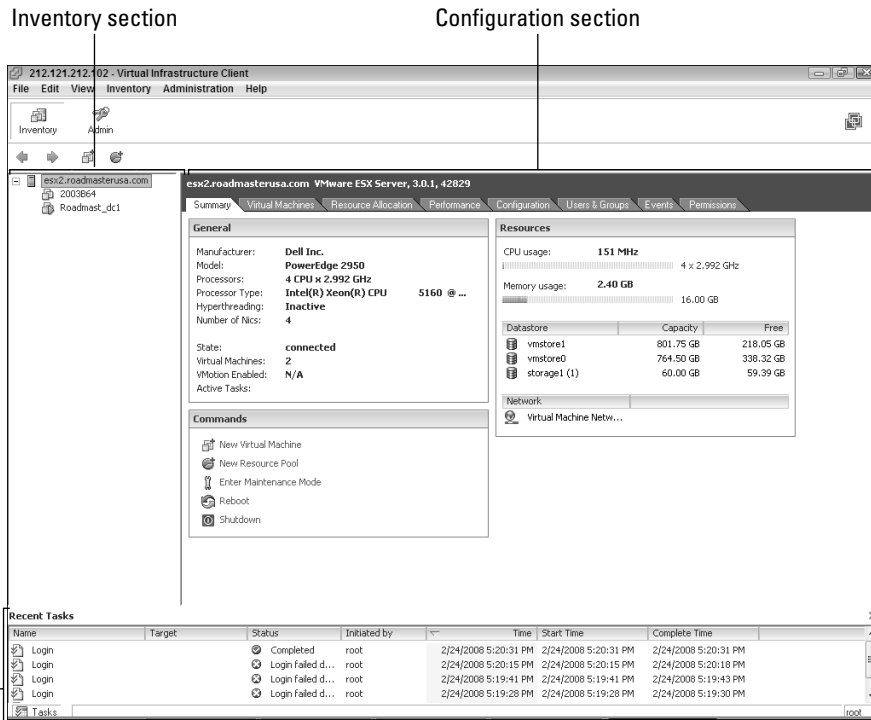 Inventory section
Configuration section
212.121.212.102 - Virtual Infrastructure Client
File Edit View Inventory Administration Help
Inventory Admin
esx2.roadmasterusa.com
2003B64
Roadmast_dc1
esx2.roadmasterusa.com VMware ESX Server, 3.0.1, 42829
Summary Virtual Machines Resource Allocation Performance Configuration Users & Groups Events Permissions
General
Manufacturer: Dell Inc.
Model: PowerEdge 2950
Processors: 4 CPU x 2.992 GHz
Processor Type: Intel(R) Xeon(R) CPU 5160 @ ...
Hyperthreading: Inactive
Number of Nics: 4
State: connected
Virtual Machines: 2
VMotion Enabled: N/A
Active Tasks:
Commands
New Virtual Machine
New Resource Pool
Enter Maintenance Mode
Reboot
Shutdown
Resources
CPU usage: 151 MHz
4 x 2.992 GHz
Memory usage: 2.40 GB
16.00 GB
Datastore Capacity Free
vmstore1 801.75 GB 218.05 GB
vmstore0 764.50 GB 338.32 GB
storage1 (1) 60.00 GB 59.39 GB
Network
Virtual Machine Netw...
Recent Tasks
Name Target Status Initiated by Time Start Time Complete Time
Login Completed root 2/24/2008 5:20:31 PM 2/24/2008 5:20:31 PM 2/24/2008 5:20:31 PM
Login Login failed d... root 2/24/2008 5:20:15 PM 2/24/2008 5:20:15 PM 2/24/2008 5:20:18 PM
Login Login failed d... root 2/24/2008 5:19:41 PM 2/24/2008 5:19:41 PM 2/24/2008 5:19:43 PM
Login Login failed d... root 2/24/2008 5:19:28 PM 2/24/2008 5:19:28 PM 2/24/2008 5:19:30 PM
Tasks root